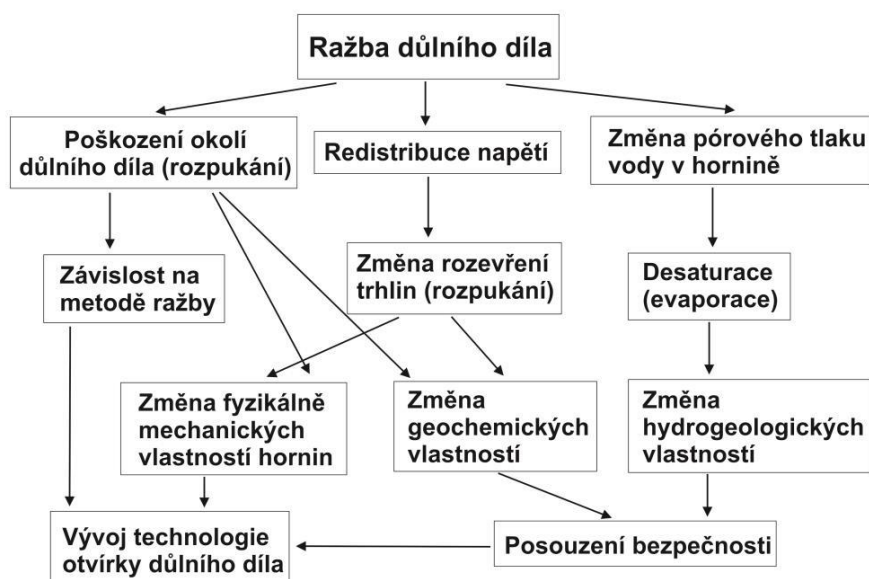 Ražba důlního díla
Poškození okolí
důlního díla (rozpukání)
Redistribuce napětí
Změna pórového tlaku
vody v hornině
Závislost na
metodě ražby
Změna rozevření
trhlin (rozpukání)
Desaturace
(evaporace)
Změna fyzikálně
mechanických
vlastností hornin
Změna
geochemických
vlastností
Změna
hydrogeologických
vlastností
Vývoj technologie
otvírky důlního díla
Posouzení bezpečnosti